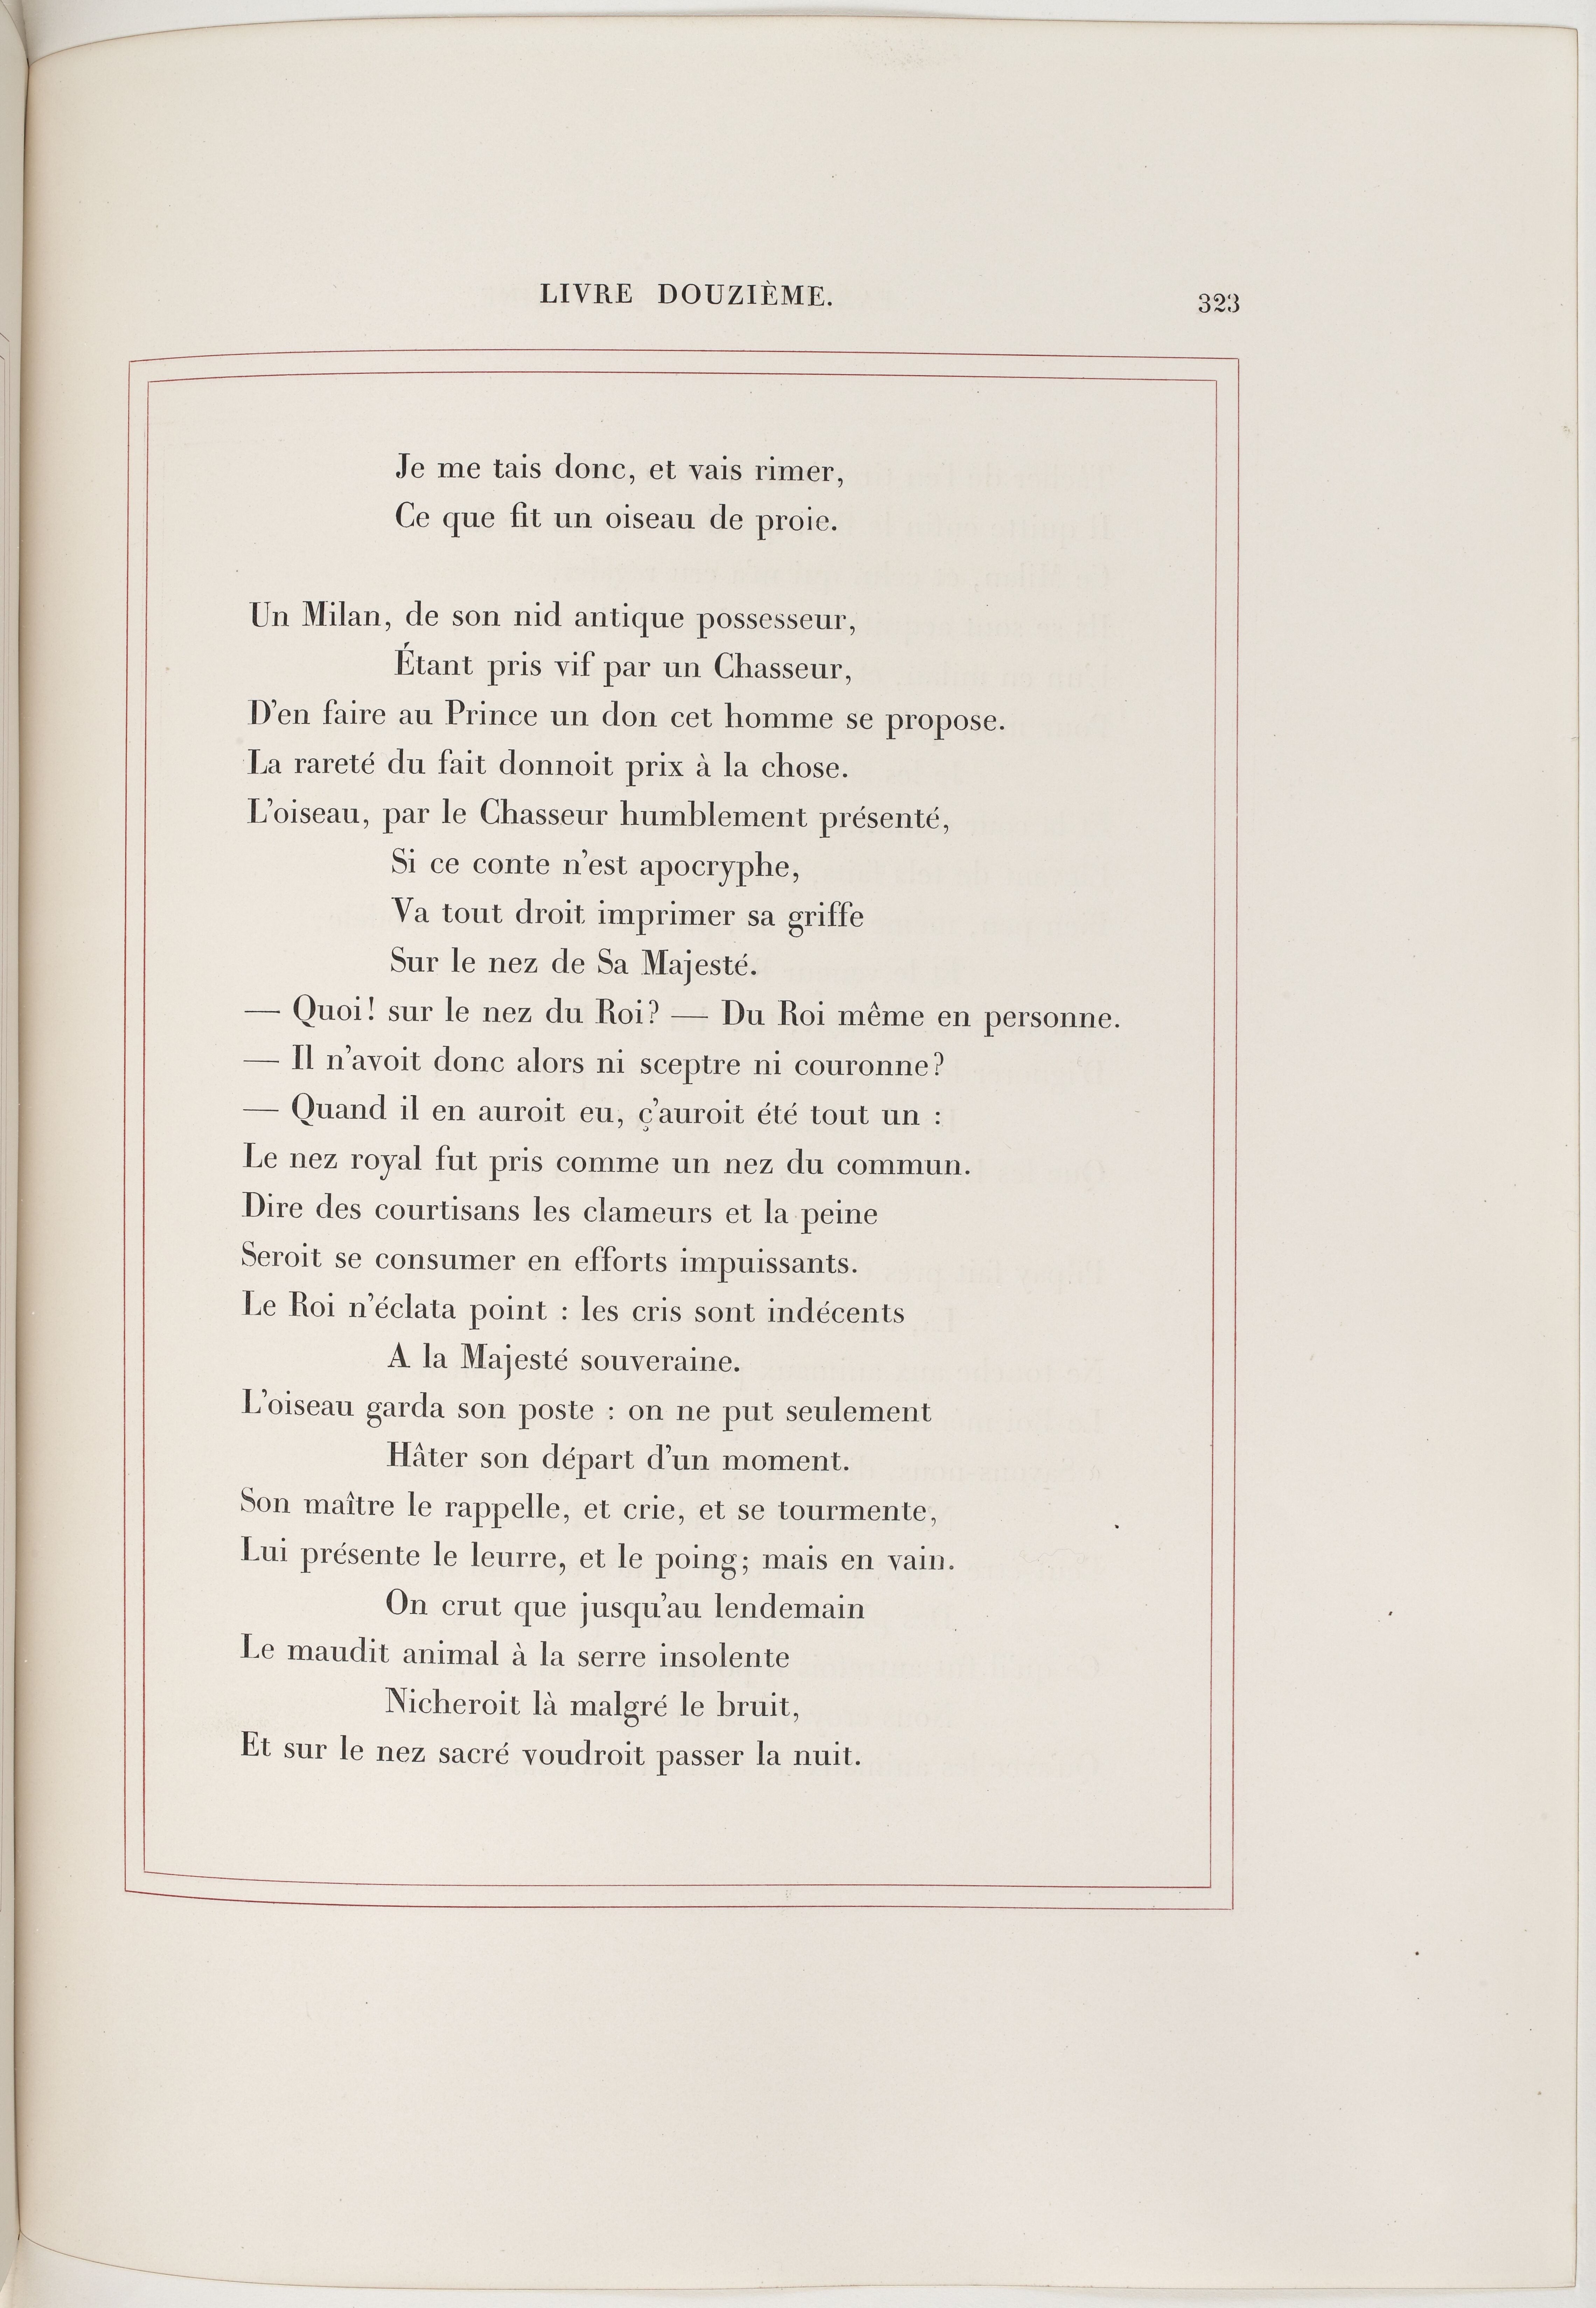 LIVRE DOUZIÈME.
323
Je me tais donc, et vais rimer,
Ce que fit un oiseau de proie.
Un Milan, de son nid antique possesseur,
Étant pris vif par un Chasseur,
D'en faire au Prince un don cet homme se propose.
La rareté du fait donnoit prix à la chose.
L'oiseau, par le Chasseur humblement présenté,
Si ce conte n'est apocryphe,
Va tout droit imprimer sa griffe
Sur le nez de Sa Majesté.
— Quoi! sur le nez du Roi? — Du Roi même en personne.
— Il n'avoit donc alors ni sceptre ni couronne?
— Quand il en auroit eu, ç'auroit été tout un :
Le nez royal fut pris comme un nez du commun.
Dire des courtisans les clameurs et la peine
Seroit se consumer en efforts impuissants.
Le Roi n'éclata point : les cris sont indécents
A la Majesté souveraine.
L'oiseau garda son poste : on ne put seulement
Hâter son départ d'un moment.
Son maître le rappelle, et crie, et se tourmente,
Lui présente le leurre, et le poing; mais en vain.
On crut que jusqu'au lendemain
Le maudit animal à la serre insolente
Nicheroit là malgré le bruit,
Et sur le nez sacré voudroit passer la nuit.